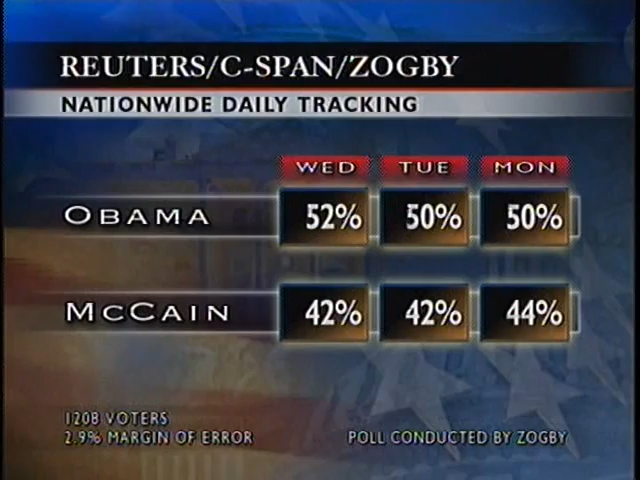 REUTERS/C-SPAN/ZOGBY
NATIONWIDE DAILY TRACKING
WED TUE MON
OBAMA 52% 50% 50%
MCCAIN 42% 42% 44%
1208 VOTERS
2.9% MARGIN OF ERROR
POLL CONDUCTED BY ZOGBY